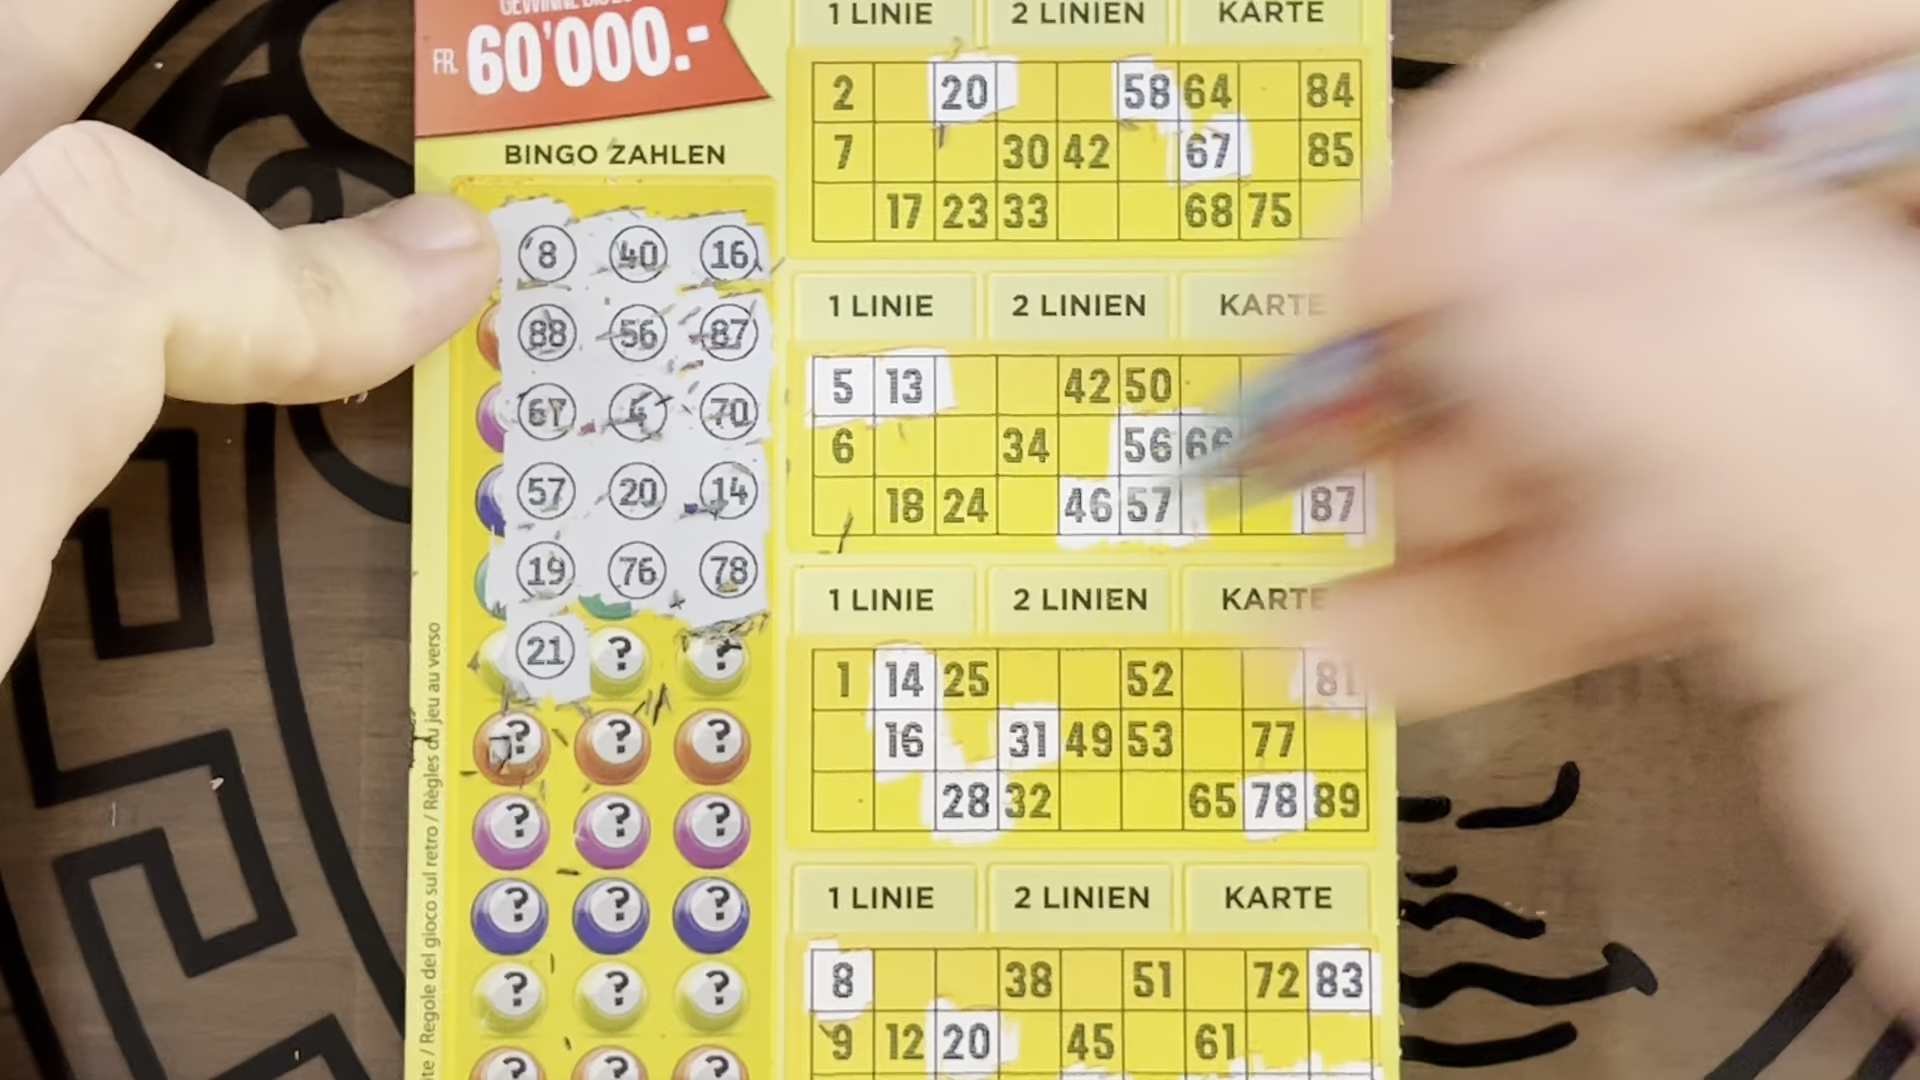 FR. 60'000.-
BINGO ZAHLEN
8 40 16
88 56 87
67 4 70
57 20 14
19 76 78
21 ? ?
? ? ?
? ? ?
? ? ?
? ? ?
? ? ?
/ Regole del gioco sul retro / Règles du jeu au verso
1 LINIE 2 LINIEN KARTE
2 20 58 64 84
7 30 42 67 85
17 23 33 68 75
1 LINIE 2 LINIEN KARTE
5 13 42 50
6 34 56 66
18 24 46 57 87
1 LINIE 2 LINIEN KARTE
1 14 25 52 81
16 31 49 53 77
28 32 65 78 89
1 LINIE 2 LINIEN KARTE
8 38 51 72 83
9 12 20 45 61